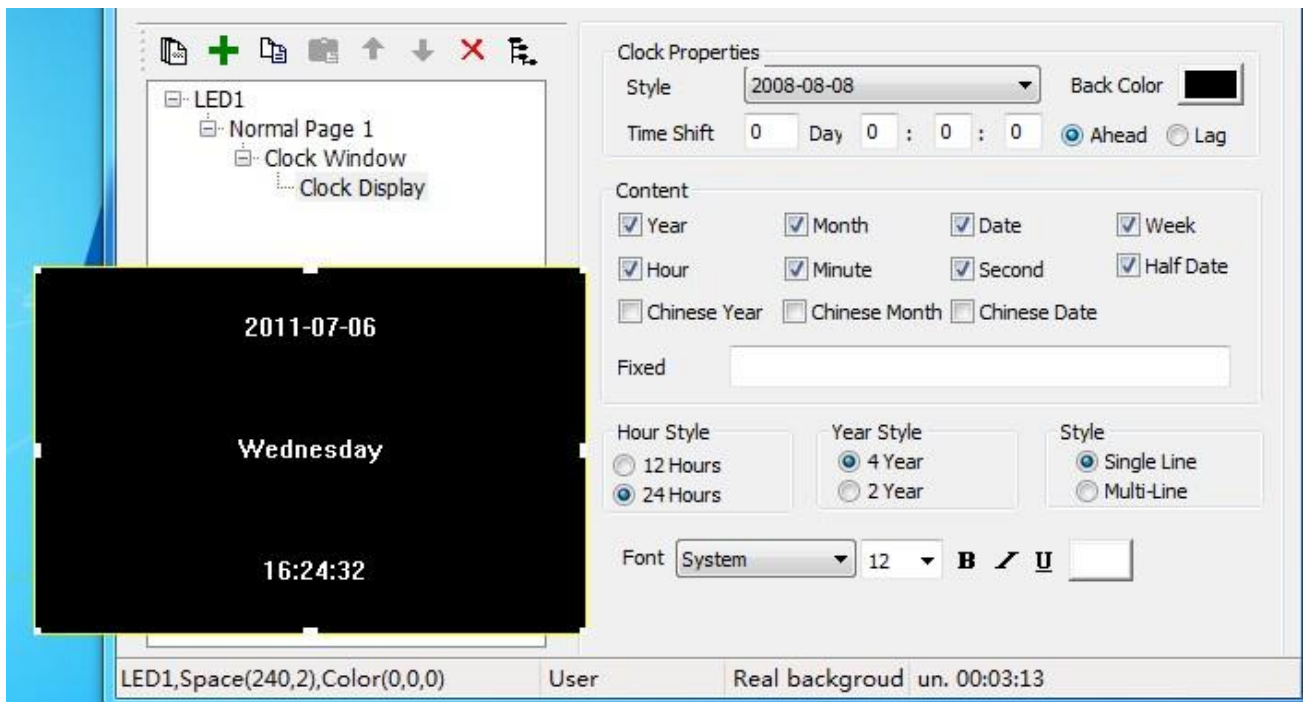 LED1
Normal Page 1
Clock Window
Clock Display
2011-07-06
Wednesday
16:24:32
Clock Properties
Style 2008-08-08 Back Color
Time Shift 0 Day 0 : 0 : 0 Ahead Lag
Content
Year Month Date Week
Hour Minute Second Half Date
Chinese Year Chinese Month Chinese Date
Fixed
Hour Style Year Style Style
12 Hours 4 Year Single Line
24 Hours 2 Year Multi-Line
Font System 12 B I U
LED1,Space(240,2),Color(0,0,0) User Real backgroud un. 00:03:13